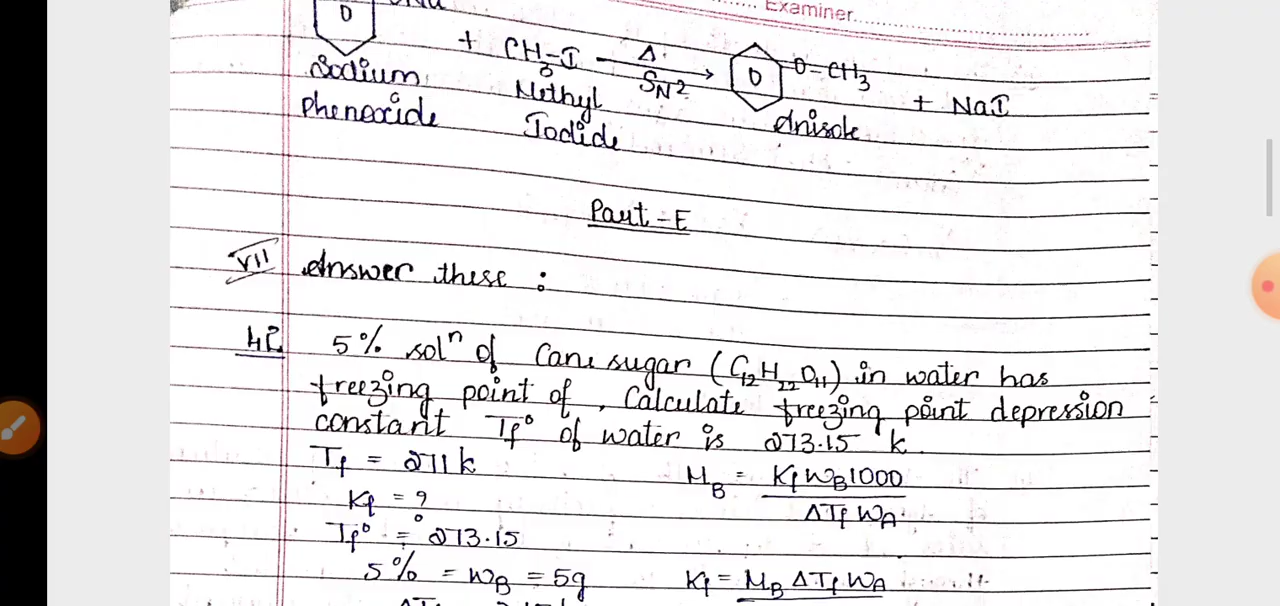 Examiner
+ CH3-I Δ SN2 → O-CH3 + NaI
Sodium Methyl Anisole
Phenoxide Iodide
Part-E
VII Answer these :
42 5% solⁿ of Cane sugar (C12H22O11) in water has
freezing point of , Calculate freezing point depression
constant Tf° of water is 273.15 k.
Tf = 271k MB = Kf WB 1000 / ΔTf WA
Kf = ?
Tf° = 273.15
5% = WB = 5g Kf = MB ΔTf WA